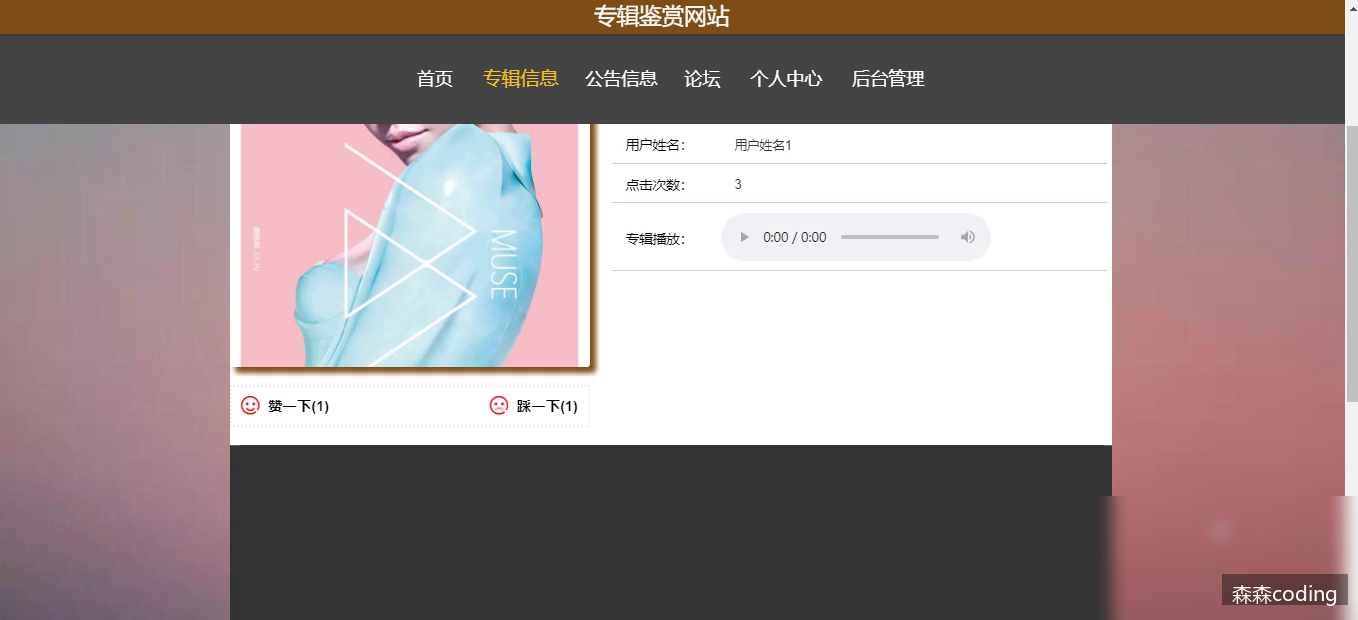 专辑鉴赏网站
首页 专辑信息 公告信息 论坛 个人中心 后台管理
用户姓名： 用户姓名1
点击次数： 3
专辑播放： 0:00 / 0:00
MUSE
赞一下(1) 踩一下(1)
森森coding